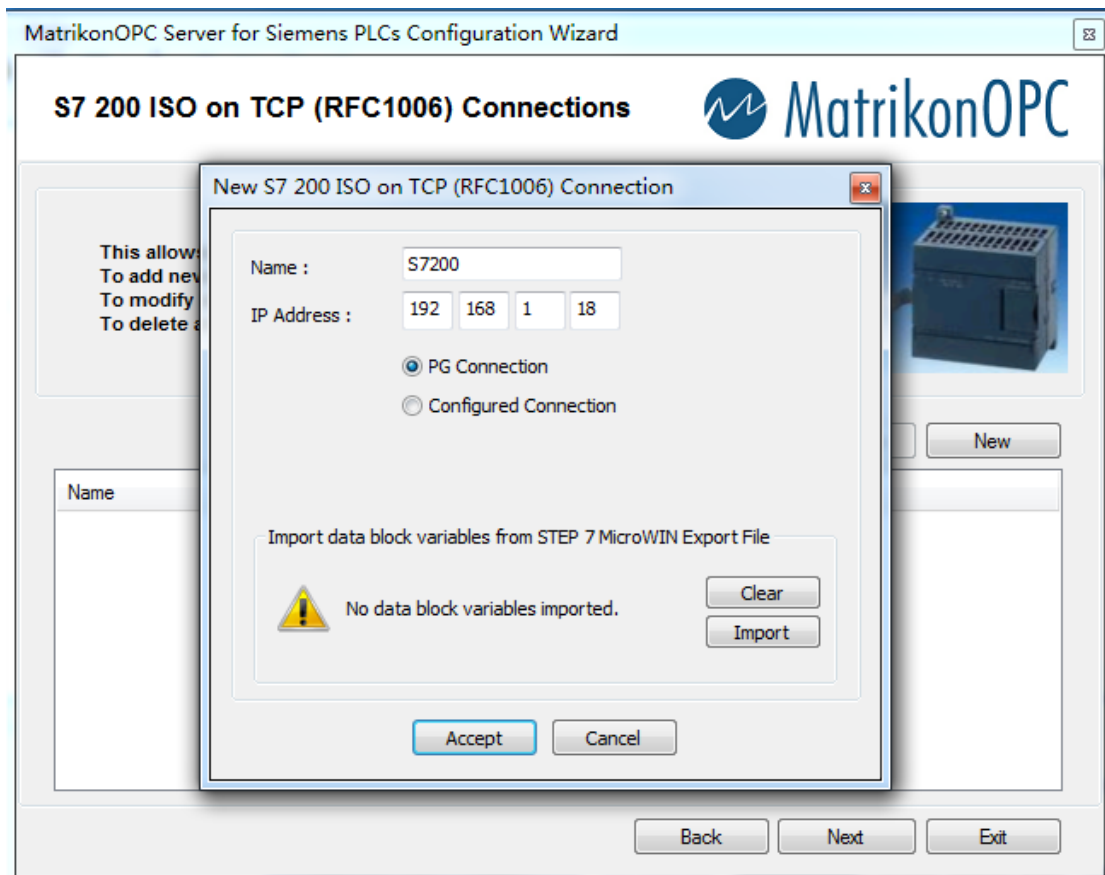 MatrikonOPC Server for Siemens PLCs Configuration Wizard
S7 200 ISO on TCP (RFC1006) Connections
MatrikonOPC
New S7 200 ISO on TCP (RFC1006) Connection
This allow
To add new
To modify
To delete a
Name :
S7200
IP Address :
192 168 1 18
PG Connection
Configured Connection
New
Name
Import data block variables from STEP 7 MicroWIN Export File
No data block variables imported.
Clear
Import
Accept Cancel
Back Next Exit